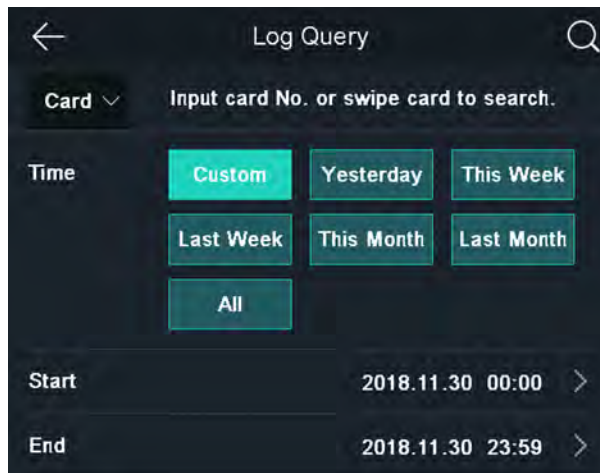 Log Query
Card Input card No. or swipe card to search.
Time Custom Yesterday This Week
Last Week This Month Last Month
All
Start 2018.11.30 00:00
End 2018.11.30 23:59